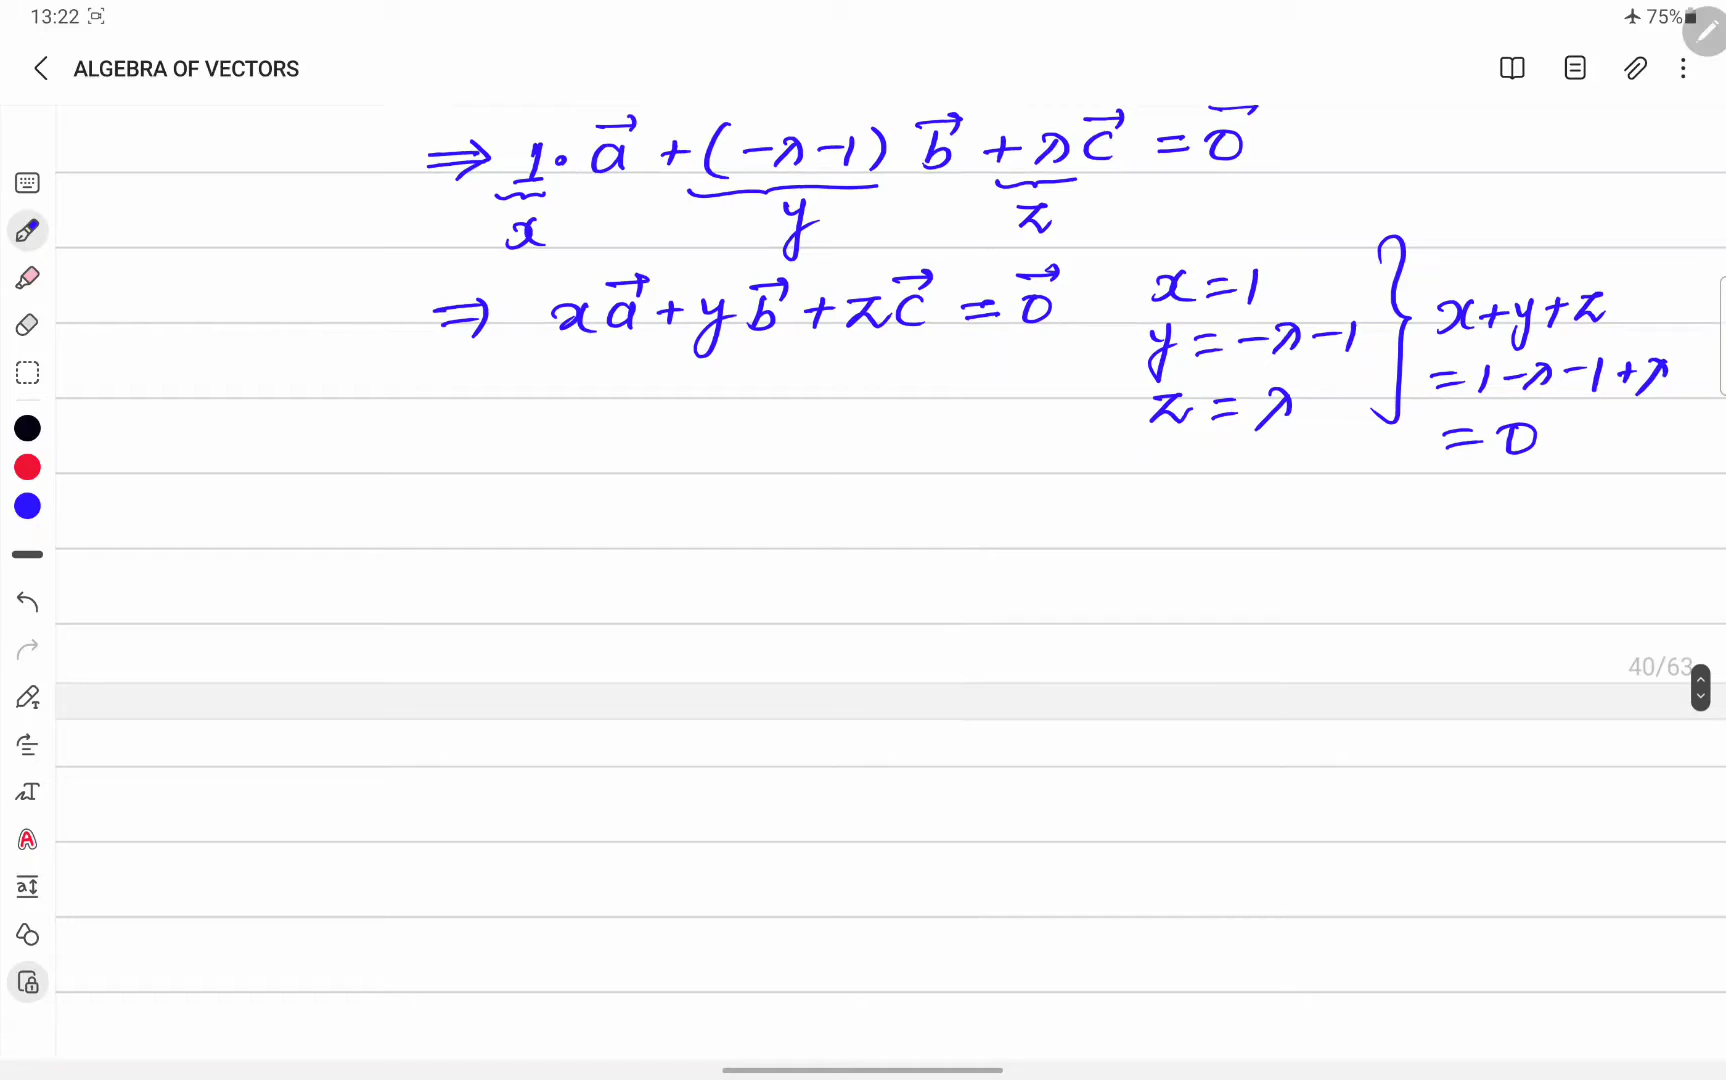 13:22 75%
ALGEBRA OF VECTORS
⇒ 1·a⃗ + (-λ-1) b⃗ + λc⃗ = 0⃗
x y z
⇒ xa⃗ + yb⃗ + zc⃗ = 0⃗
x = 1
y = -λ-1
z = λ
x+y+z
= 1-λ-1+λ
= 0
40/63